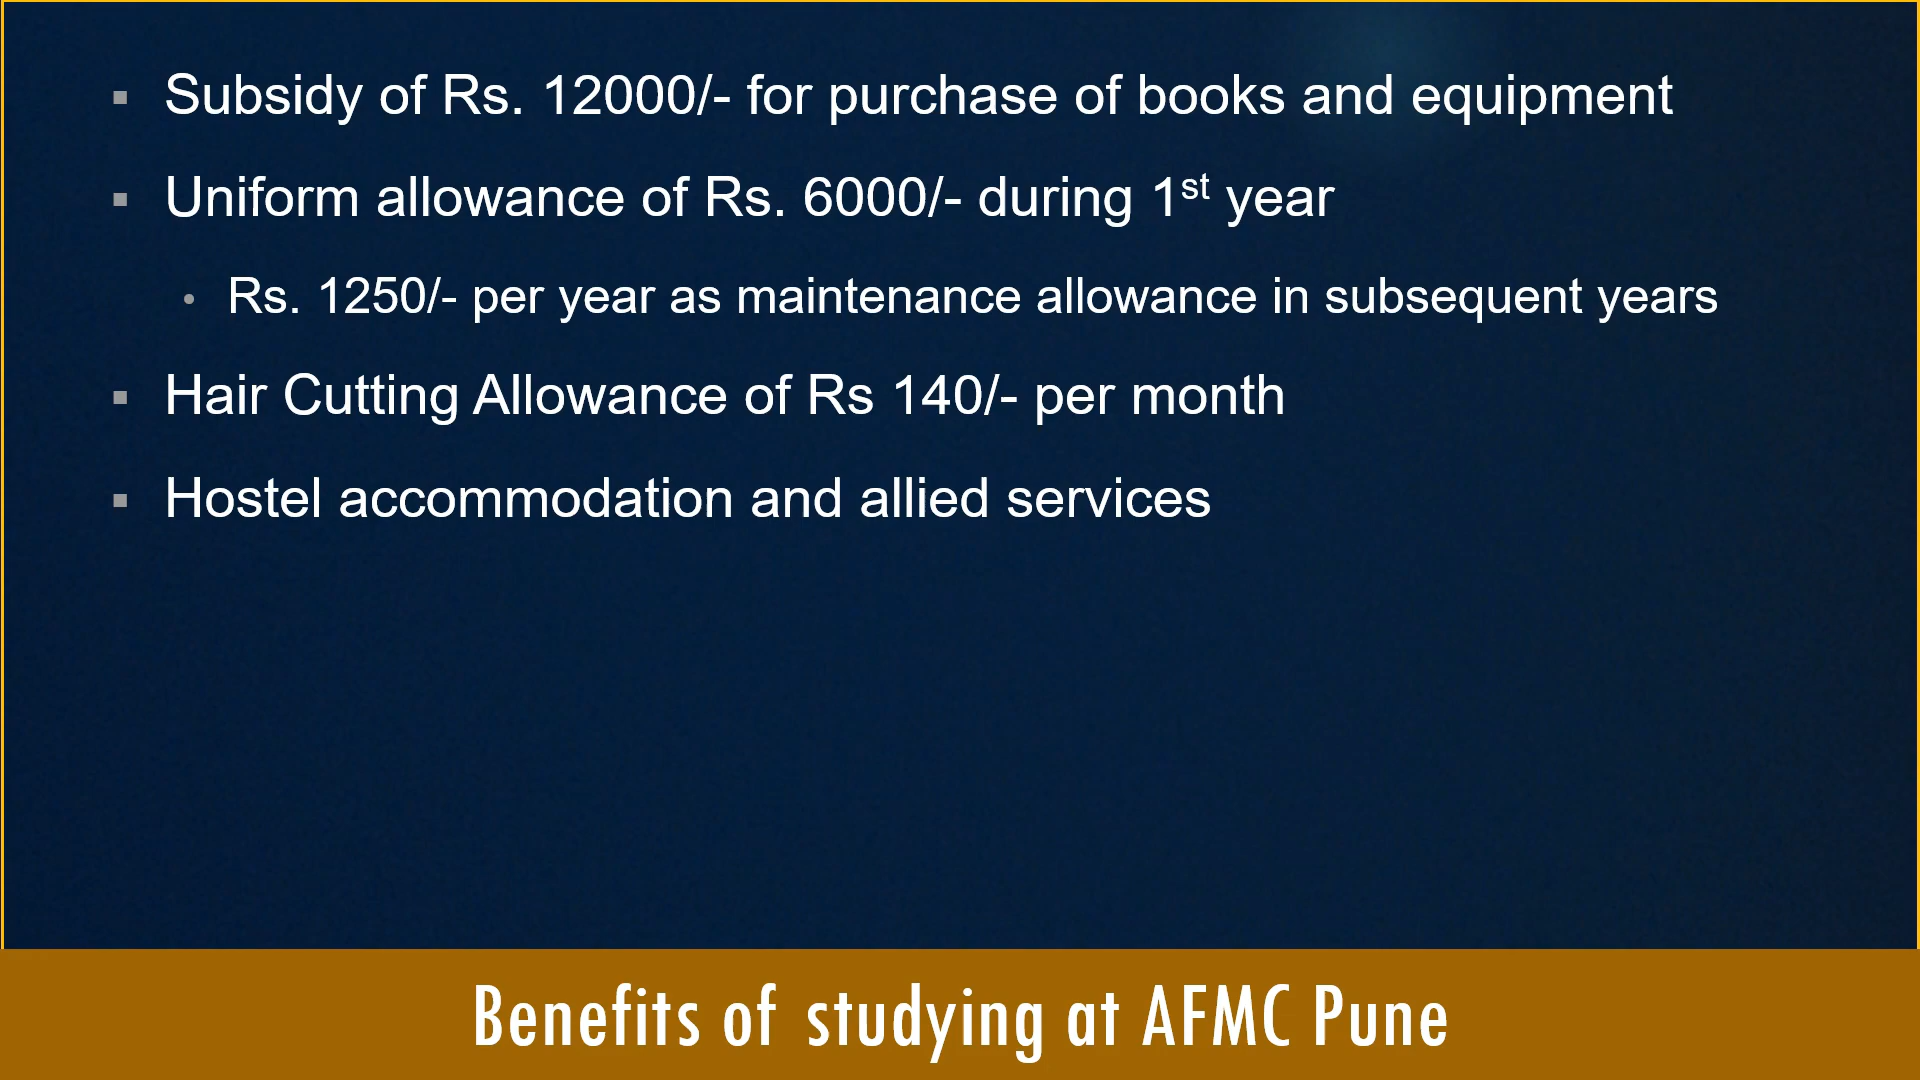 Subsidy of Rs. 12000/- for purchase of books and equipment
Uniform allowance of Rs. 6000/- during 1st year
Rs. 1250/- per year as maintenance allowance in subsequent years
Hair Cutting Allowance of Rs 140/- per month
Hostel accommodation and allied services
Benefits of studying at AFMC Pune